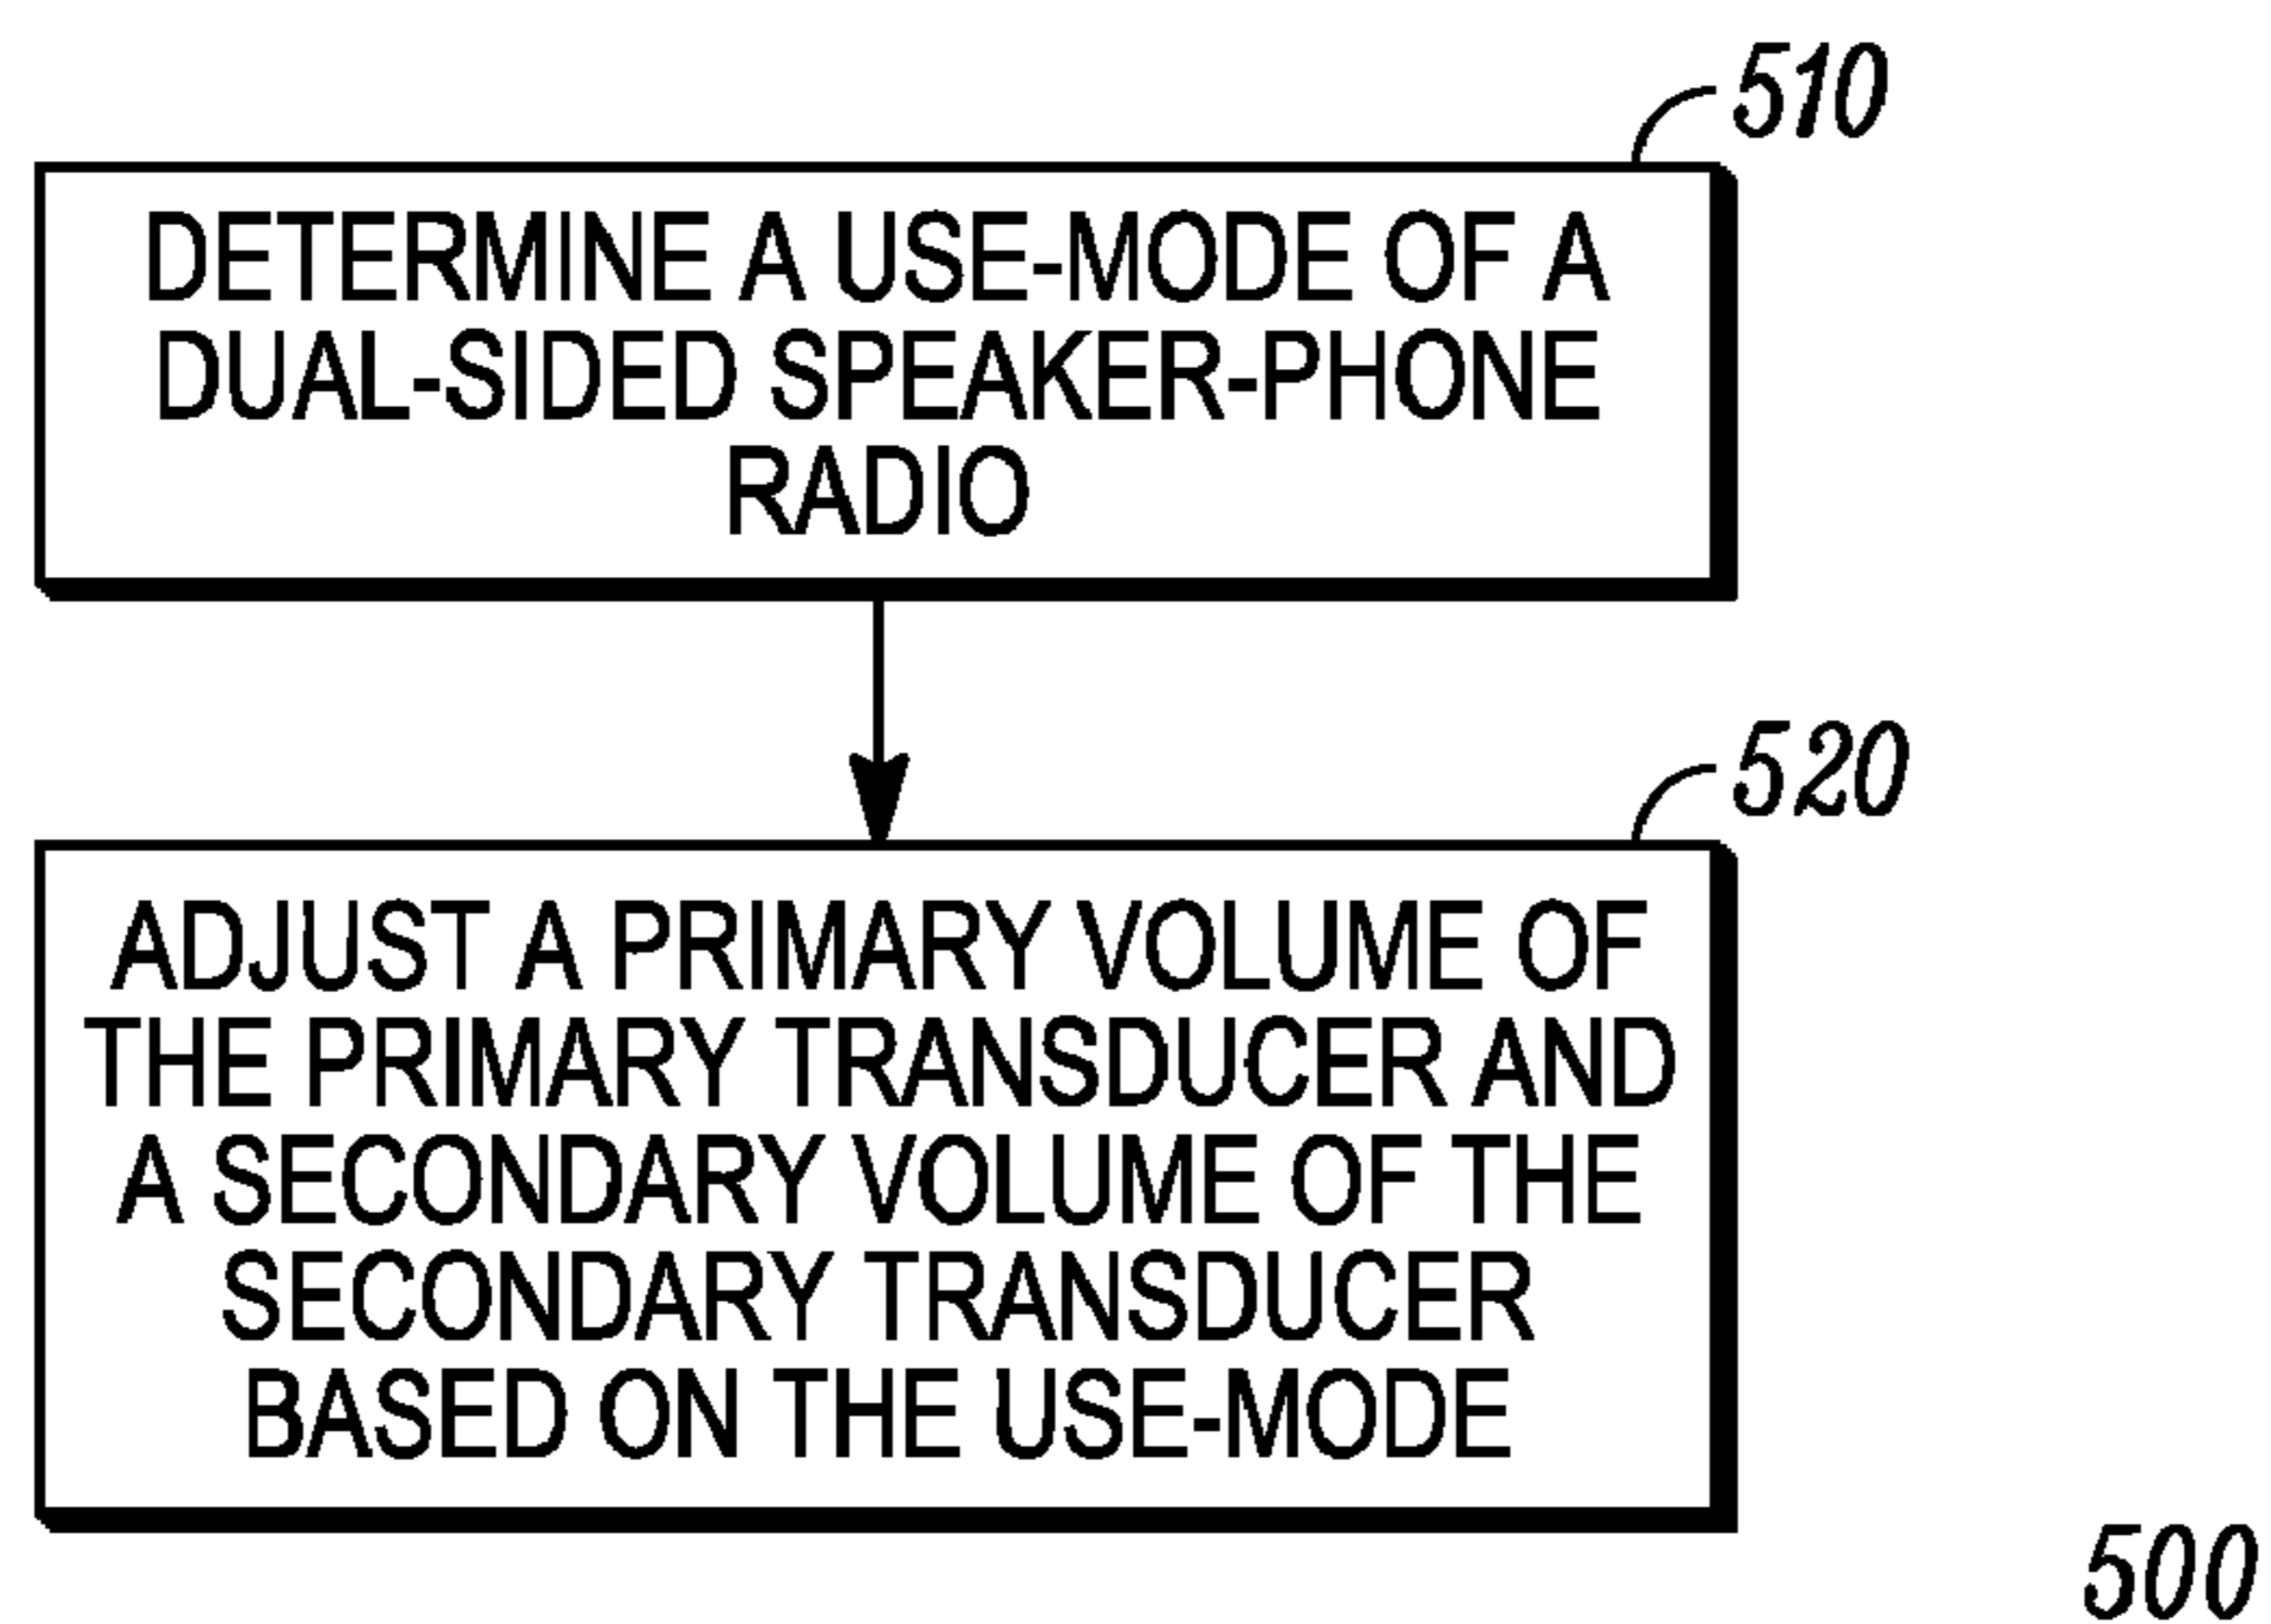 510
DETERMINE A USE-MODE OF A
DUAL-SIDED SPEAKER-PHONE
RADIO
520
ADJUST A PRIMARY VOLUME OF
THE PRIMARY TRANSDUCER AND
A SECONDARY VOLUME OF THE
SECONDARY TRANSDUCER
BASED ON THE USE-MODE
500